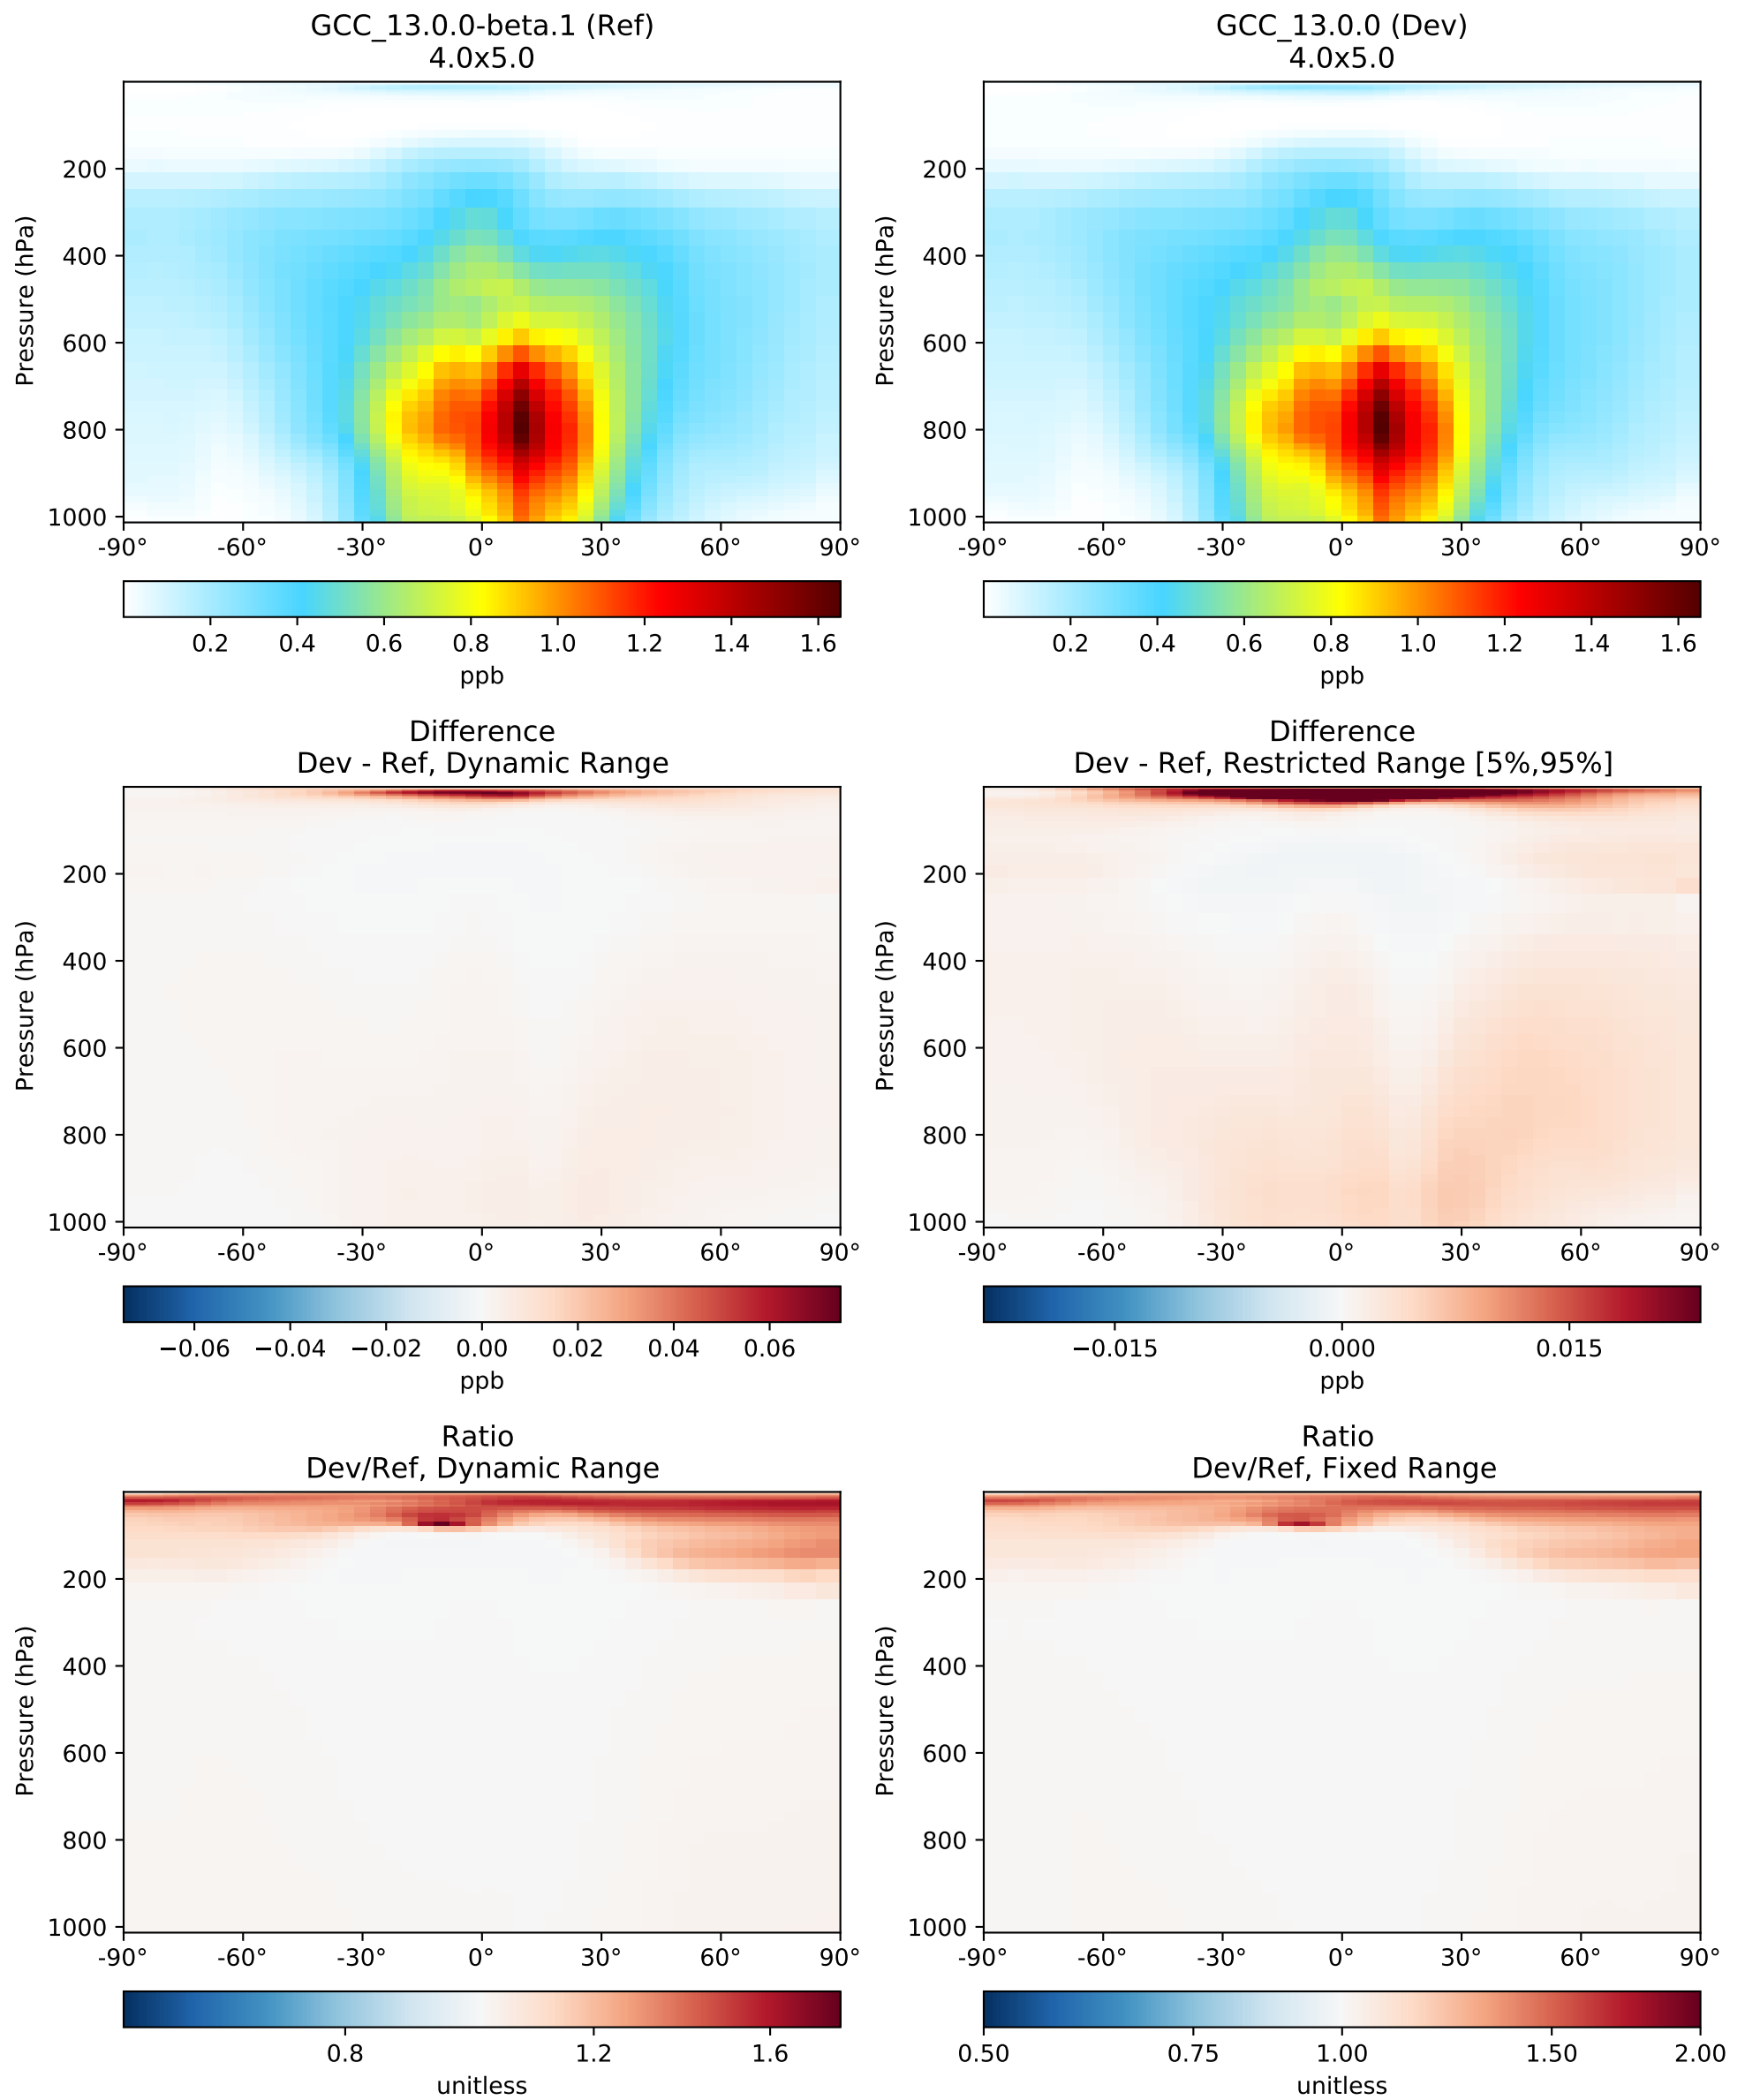 GCC_13.0.0-beta.1 (Ref)
4.0x5.0
Pressure (hPa)
200
400
600
800
1000
-90° -60° -30° 0° 30° 60° 90°
0.2 0.4 0.6 0.8 1.0 1.2 1.4 1.6
ppb
GCC_13.0.0 (Dev)
4.0x5.0
Pressure (hPa)
200
400
600
800
1000
-90° -60° -30° 0° 30° 60° 90°
0.2 0.4 0.6 0.8 1.0 1.2 1.4 1.6
ppb
Difference
Dev - Ref, Dynamic Range
Pressure (hPa)
200
400
600
800
1000
-90° -60° -30° 0° 30° 60° 90°
−0.06 −0.04 −0.02 0.00 0.02 0.04 0.06
ppb
Difference
Dev - Ref, Restricted Range [5%,95%]
Pressure (hPa)
200
400
600
800
1000
-90° -60° -30° 0° 30° 60° 90°
−0.015 0.000 0.015
ppb
Ratio
Dev/Ref, Dynamic Range
Pressure (hPa)
200
400
600
800
1000
-90° -60° -30° 0° 30° 60° 90°
0.8 1.2 1.6
unitless
Ratio
Dev/Ref, Fixed Range
Pressure (hPa)
200
400
600
800
1000
-90° -60° -30° 0° 30° 60° 90°
0.50 0.75 1.00 1.50 2.00
unitless